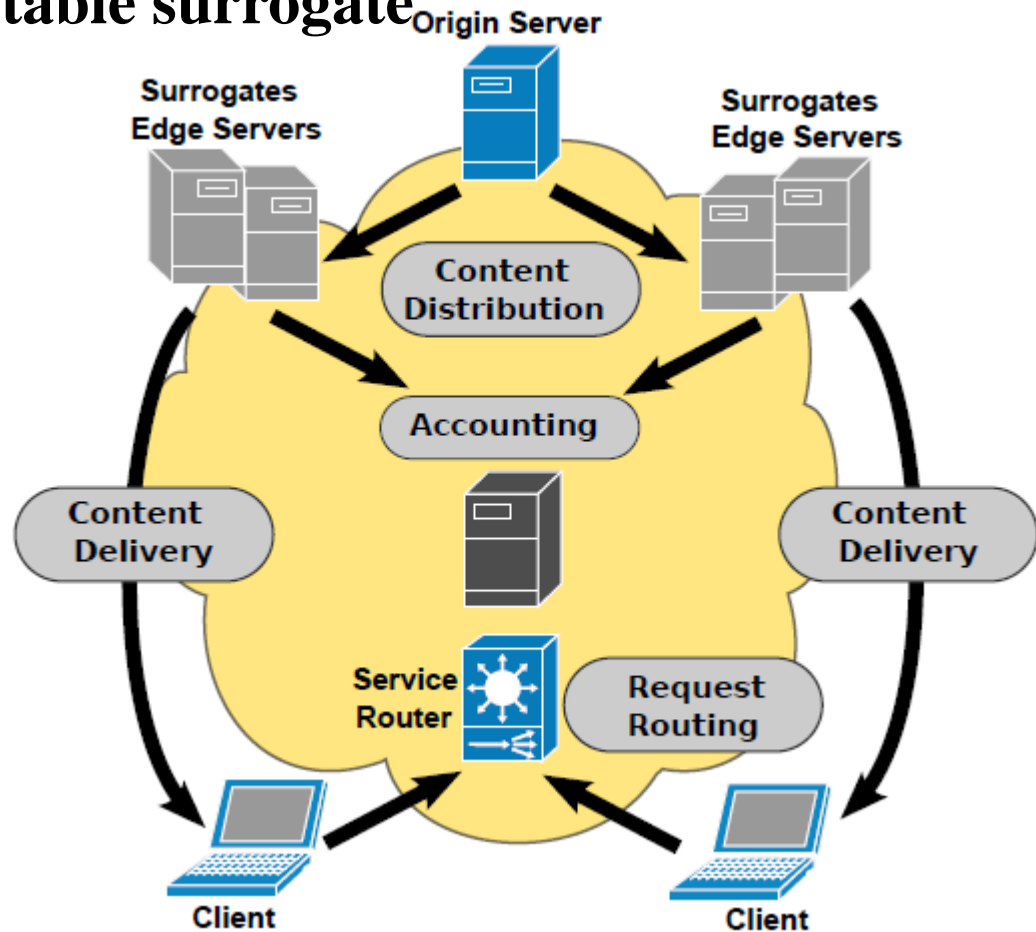 table surrogate
Origin Server
Surrogates
Edge Servers
Surrogates
Edge Servers
Content
Distribution
Accounting
Content
Delivery
Content
Delivery
Service
Router
Request
Routing
Client
Client